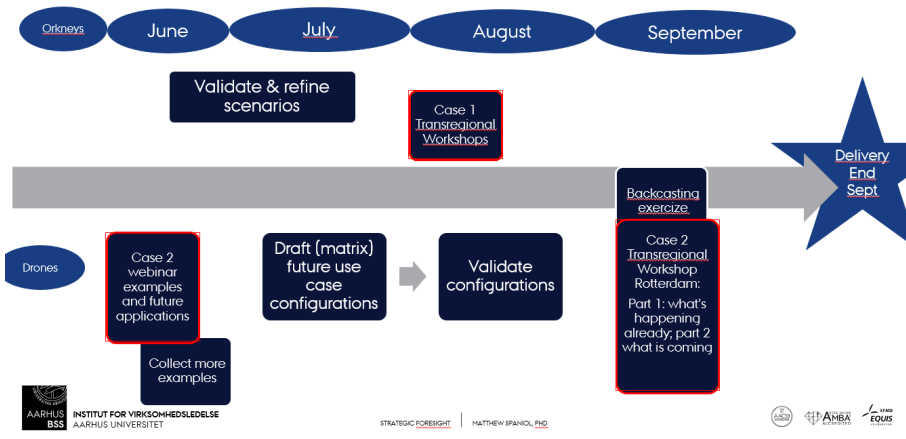 Orkneys
June
July
August
September
Validate & refine
scenarios
Case 1
Transregional
Workshops
Delivery
End
Sept
Backcasting
exercize
Drones
Case 2
webinar
examples
and future
applications
Collect more
examples
Draft (matrix)
future use
case
configurations
Validate
configurations
Case 2
Transregional
Workshop
Rotterdam:
Part 1: what's
happening
already; part 2
what is coming
AARHUS
BSS
INSTITUT FOR VIRKSOMHEDSLEDELSE
AARHUS UNIVERSITET
STRATEGIC FORESIGHT
MATTHEW SPANIOL, PHD
AACSB
AMBA
ACCREDITED
EFMD
EQUIS